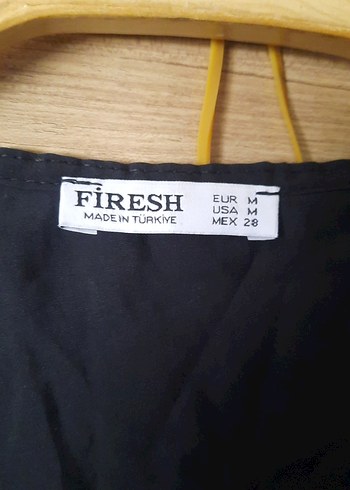 FİRESH
MADE IN TÜRKİYE
EUR M
USA M
MEX 28